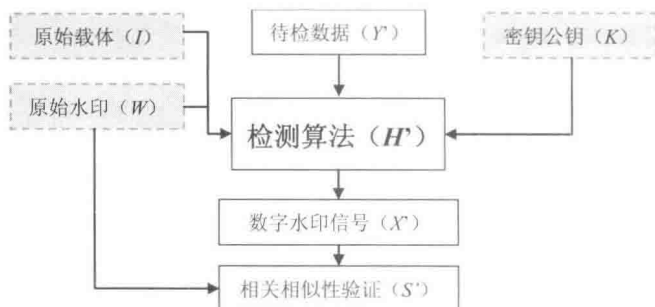 原始载体（I）
待检数据（Y'）
密钥公钥（K）
原始水印（W）
检测算法（H'）
数字水印信号（X'）
相关相似性验证（S'）